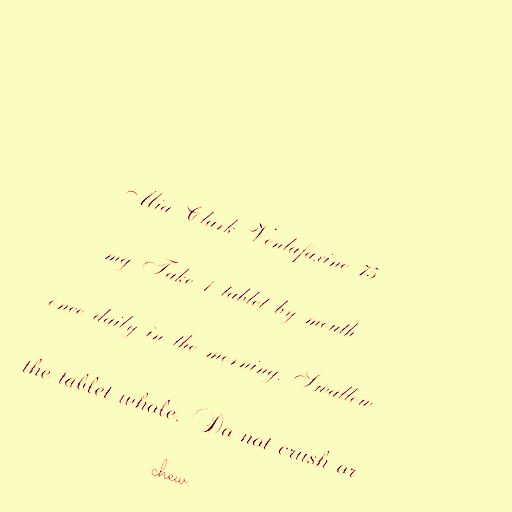 Mia Clark Venlafaxine 75
mg Take 1 tablet by mouth
once daily in the morning. Swallow
the tablet whole. Do not crush or
chew.